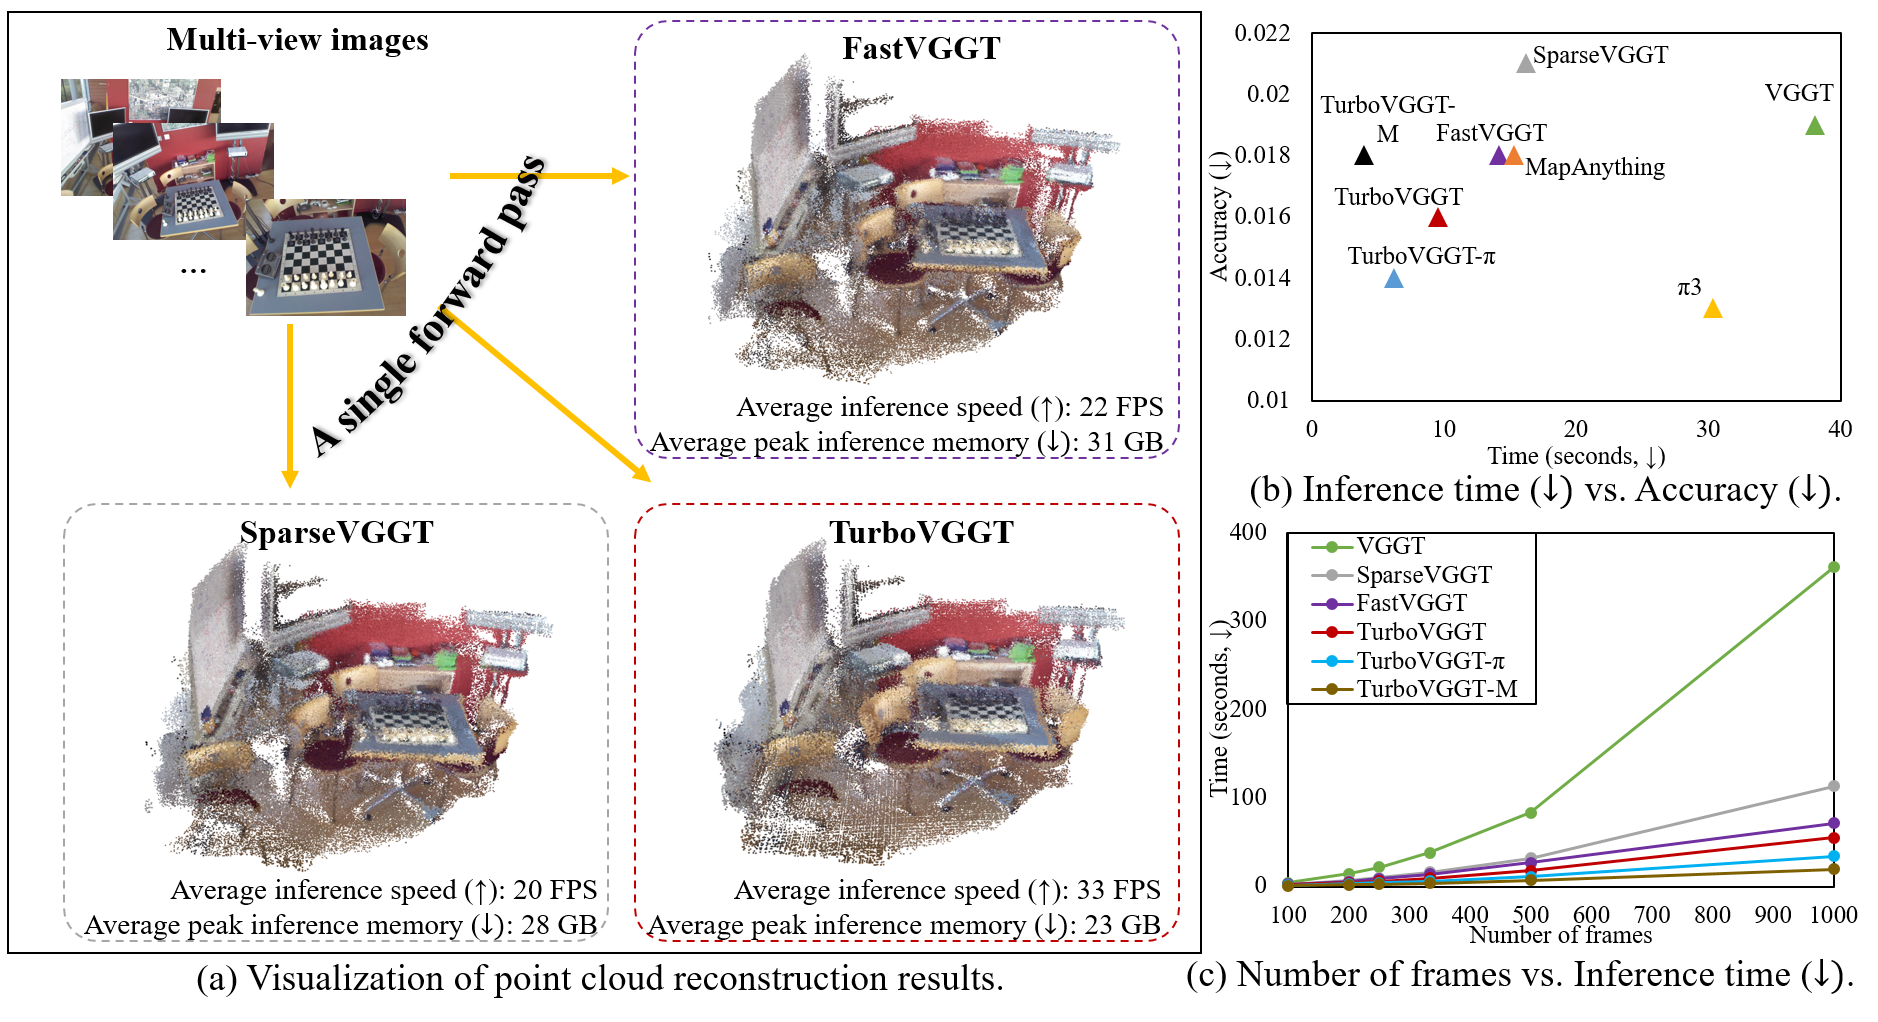 Multi-view images
...
A single forward pass
FastVGGT
Average inference speed (↑): 22 FPS
Average peak inference memory (↓): 31 GB
SparseVGGT
Average inference speed (↑): 20 FPS
Average peak inference memory (↓): 28 GB
TurboVGGT
Average inference speed (↑): 33 FPS
Average peak inference memory (↓): 23 GB
(a) Visualization of point cloud reconstruction results.
0.022
0.02
0.018
0.016
0.014
0.012
0.01
Accuracy (↓)
SparseVGGT
VGGT
TurboVGGT-
M
FastVGGT
MapAnything
TurboVGGT
TurboVGGT-π
π3
0 10 20 30 40
Time (seconds, ↓)
(b) Inference time (↓) vs. Accuracy (↓).
400
300
200
100
0
Time (seconds, ↓)
VGGT
SparseVGGT
FastVGGT
TurboVGGT
TurboVGGT-π
TurboVGGT-M
100 200 300 400 500 600 700 800 900 1000
Number of frames
(c) Number of frames vs. Inference time (↓).